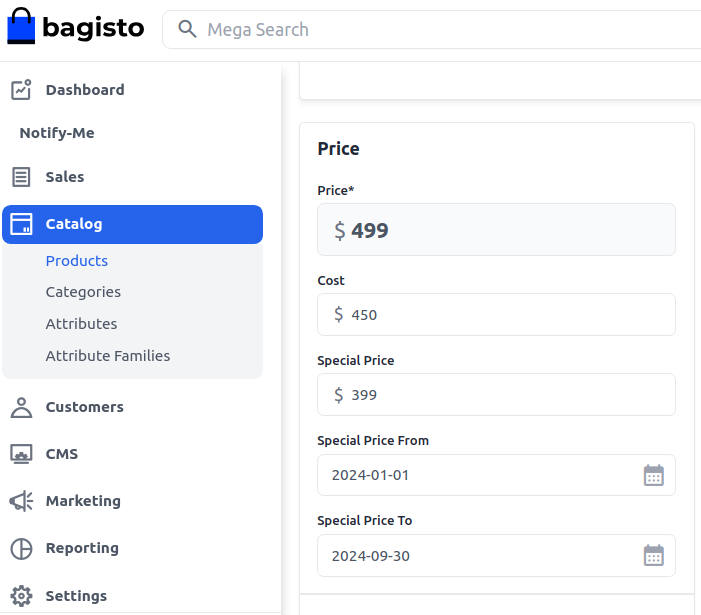 bagisto
Mega Search
Dashboard
Notify-Me
Sales
Catalog
Products
Categories
Attributes
Attribute Families
Customers
CMS
Marketing
Reporting
Settings
Price
Price*
$ 499
Cost
$ 450
Special Price
$ 399
Special Price From
2024-01-01
Special Price To
2024-09-30